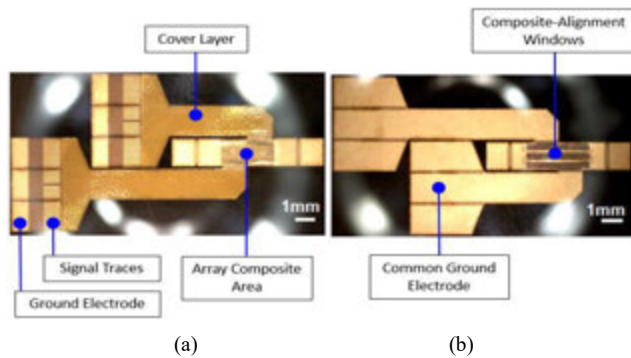 Cover Layer
Composite-Alignment
Windows
1mm
1mm
Signal Traces
Array Composite
Area
Common Ground
Electrode
Ground Electrode
(a)
(b)